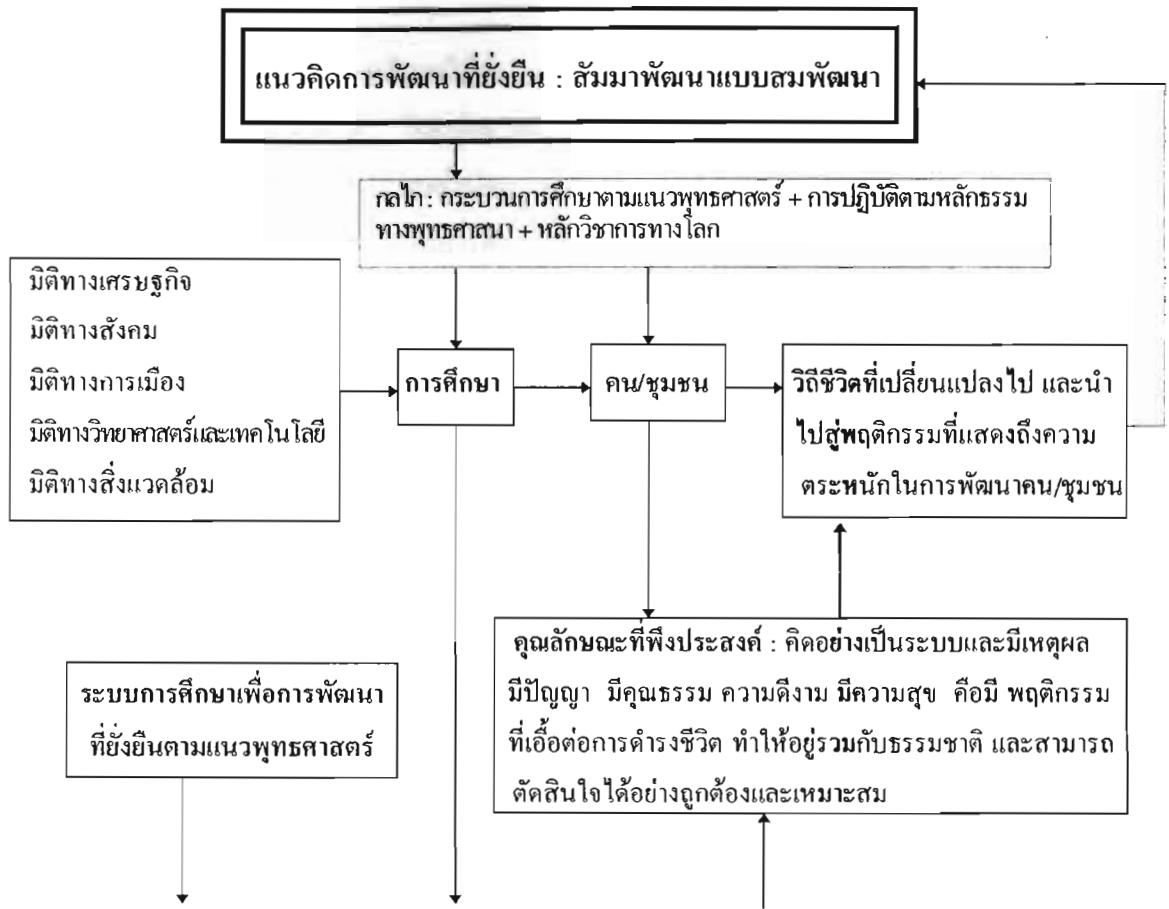 แนวคิดการพัฒนาที่ยั่งยืน : สัมมาพัฒนาแบบสมพัฒนา
กลไก : กระบวนการศึกษาตามแนวพุทธศาสตร์ + การปฏิบัติตามหลักธรรม
ทางพุทธศาสนา + หลักวิชาการทางโลก
มิติทางเศรษฐกิจ
มิติทางสังคม
มิติทางการเมือง
มิติทางวิทยาศาสตร์และเทคโนโลยี
มิติทางสิ่งแวดล้อม
การศึกษา
คน/ชุมชน
วิถีชีวิตที่เปลี่ยนแปลงไป และนำ
ไปสู่พฤติกรรมที่แสดงถึงความ
ตระหนักในการพัฒนาคน/ชุมชน
คุณลักษณะที่พึงประสงค์ : คิดอย่างเป็นระบบและมีเหตุผล
มีปัญญา มีคุณธรรม ความดีงาม มีความสุข คือมี พฤติกรรม
ที่เอื้อต่อการดำรงชีวิต ทำให้อยู่รวมกับธรรมชาติ และสามารถ
ตัดสินใจได้อย่างถูกต้องและเหมาะสม
ระบบการศึกษาเพื่อการพัฒนา
ที่ยั่งยืนตามแนวพุทธศาสตร์